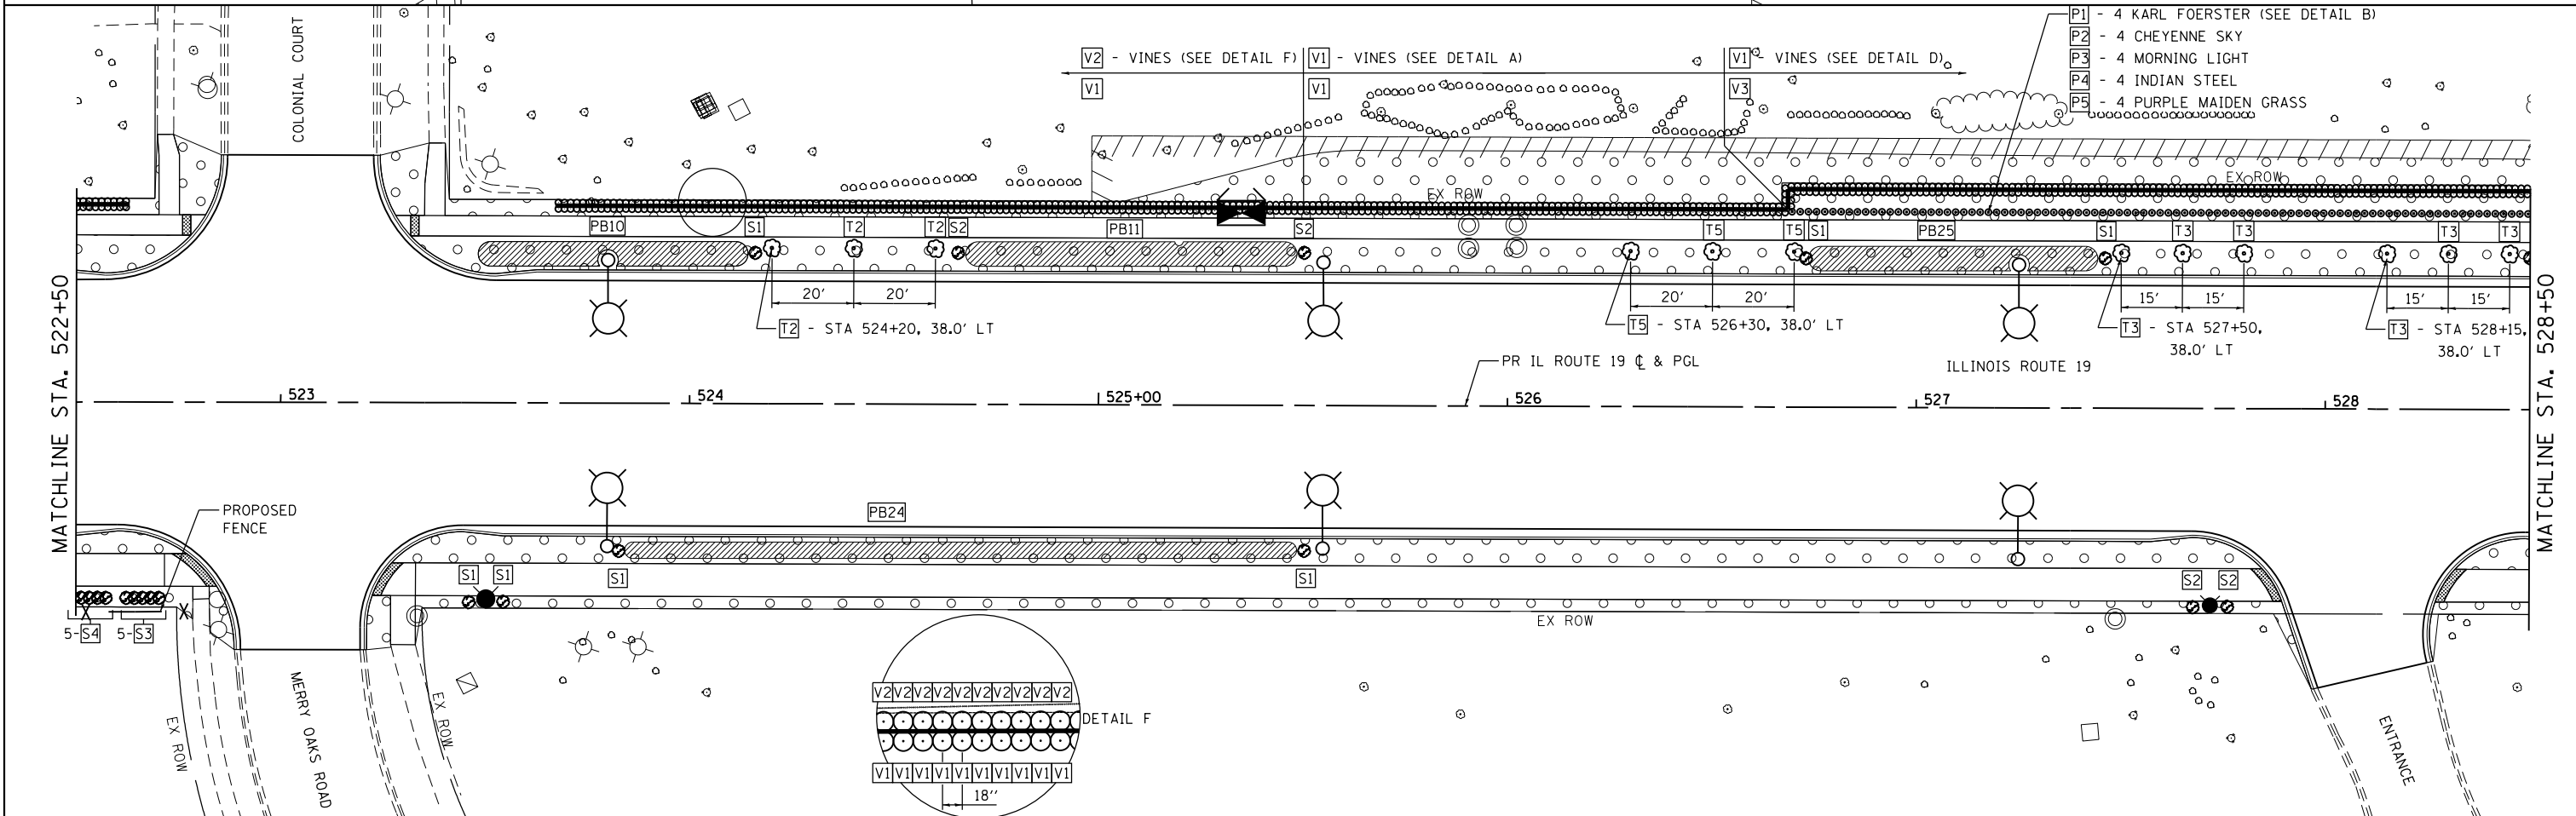 COLONIAL COURT
V2 - VINES (SEE DETAIL F)
V1
V1 - VINES (SEE DETAIL A)
V1
V1 - VINES (SEE DETAIL D)
V3
P1 - 4 KARL FOERSTER (SEE DETAIL B)
P2 - 4 CHEYENNE SKY
P3 - 4 MORNING LIGHT
P4 - 4 INDIAN STEEL
P5 - 4 PURPLE MAIDEN GRASS
EX ROW
EX ROW
PB10
S1
T2
T2
S2
PB11
S2
T5
T5
S1
PB25
S1
T3
T3
T3
T3
20'
20'
20'
20'
15'
15'
15'
15'
T2 - STA 524+20, 38.0' LT
T5 - STA 526+30, 38.0' LT
T3 - STA 527+50,
38.0' LT
T3 - STA 528+15,
38.0' LT
MATCHLINE STA. 522+50
MATCHLINE STA. 528+50
PR IL ROUTE 19 ℄ & PGL
ILLINOIS ROUTE 19
523
524
525+00
526
527
528
PROPOSED
FENCE
PB24
S1
S1
S1
S1
S2
S2
5-S4
5-S3
EX ROW
EX ROW
MERRY OAKS ROAD
EX ROW
ENTRANCE
V2 V2 V2 V2 V2 V2 V2 V2 V2 V2
DETAIL F
V1 V1 V1 V1 V1 V1 V1 V1 V1 V1
18"